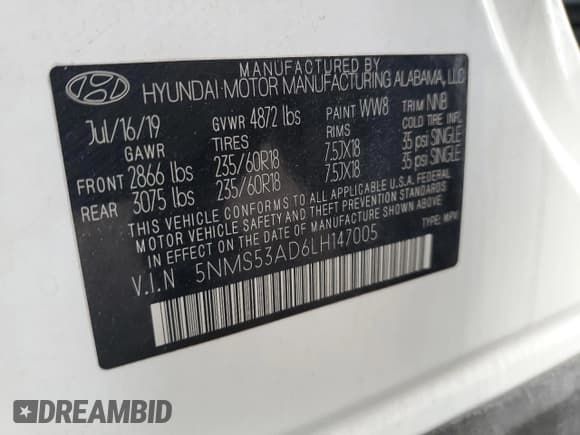 MANUFACTURED BY
HYUNDAI MOTOR MANUFACTURING ALABAMA, LLC
Jul/16/19 GVWR 4872 lbs PAINT WW8 TRIM NNB
GAWR TIRES RIMS COLD TIRE INFL
FRONT 2866 lbs 235/60R18 7.5JX18 35 psi SINGLE
REAR 3075 lbs 235/60R18 7.5JX18 35 psi SINGLE
THIS VEHICLE CONFORMS TO ALL APPLICABLE U.S.A. FEDERAL
MOTOR VEHICLE SAFETY AND THEFT PREVENTION STANDARDS
IN EFFECT ON THE DATE OF MANUFACTURE SHOWN ABOVE.
V.I.N 5NMS53AD6LH147005 TYPE: MPV
DREAMBID